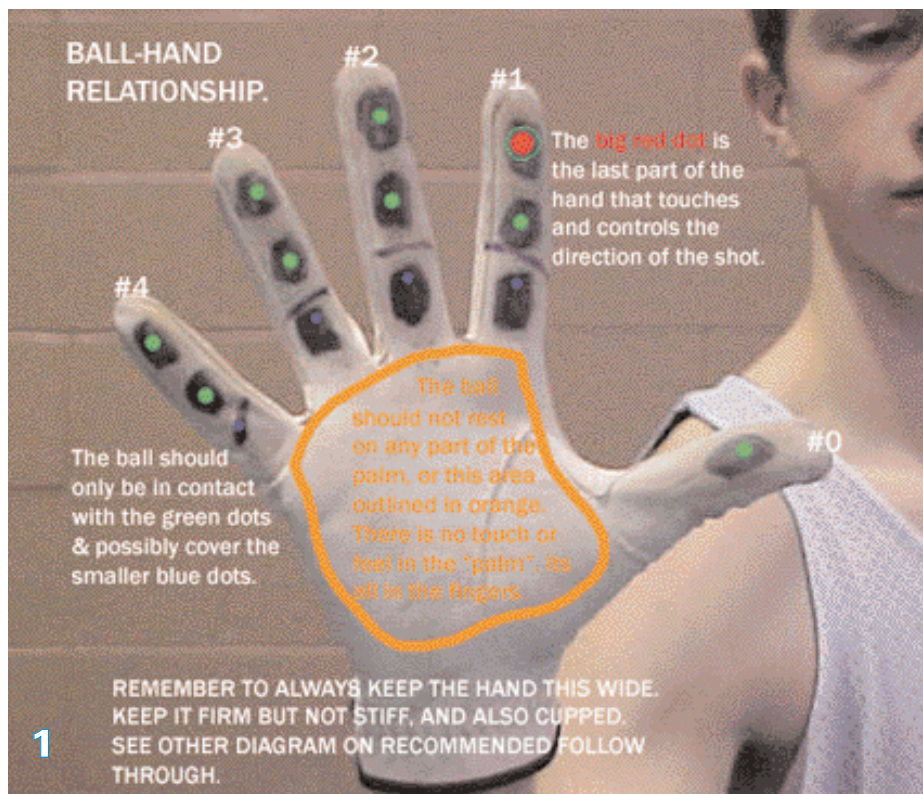 BALL-HAND
RELATIONSHIP.
#2
#1
#3
The big red dot is
the last part of the
hand that touches
and controls the
direction of the shot.
#4
The ball
should not rest
on any part of the
palm, or this area
outlined in orange.
There is no touch or
feel in the "palm". Its
all in the fingers.
#0
The ball should
only be in contact
with the green dots
& possibly cover the
smaller blue dots.
REMEMBER TO ALWAYS KEEP THE HAND THIS WIDE.
KEEP IT FIRM BUT NOT STIFF, AND ALSO CUPPED.
SEE OTHER DIAGRAM ON RECOMMENDED FOLLOW
THROUGH.
1